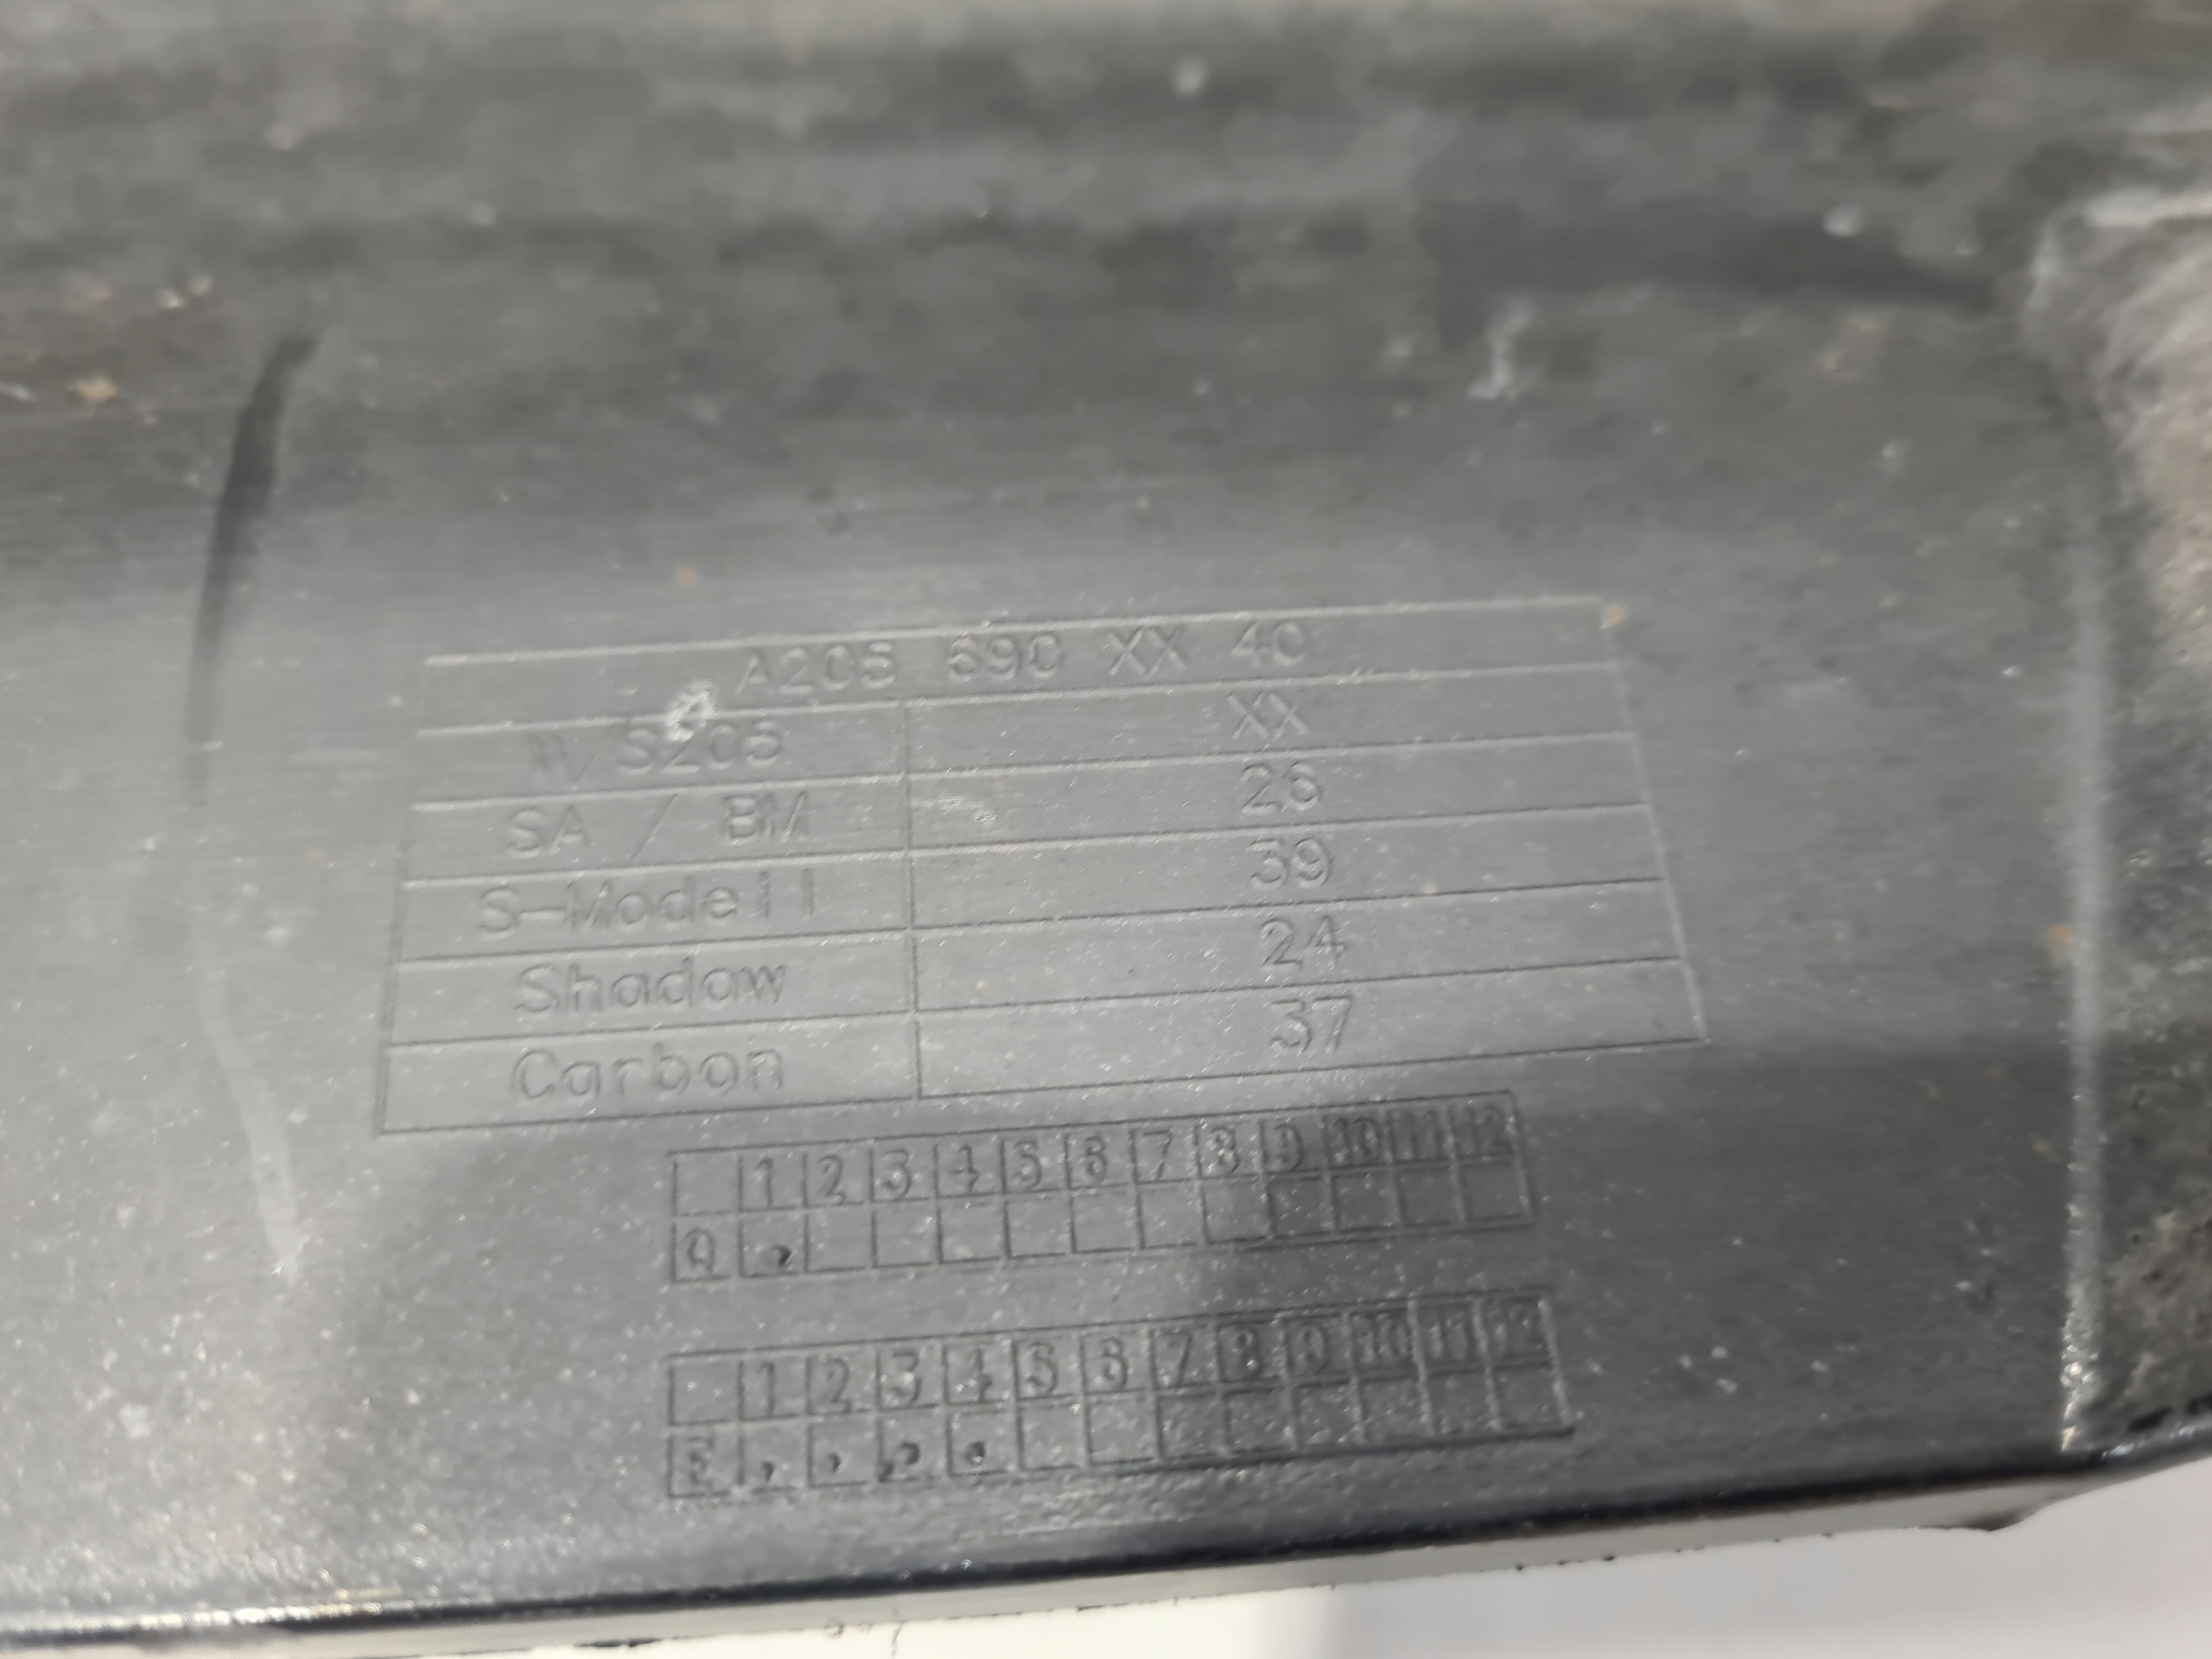 A205 690 XX 40
W/S205 XX
SA / BM 26
S-Modell 39
Shadow 24
Carbon 37
1 2 3 4 5 6 7 8 9 10 11 12
A
1 2 3 4 5 6 7 8 9 10 11 12
E